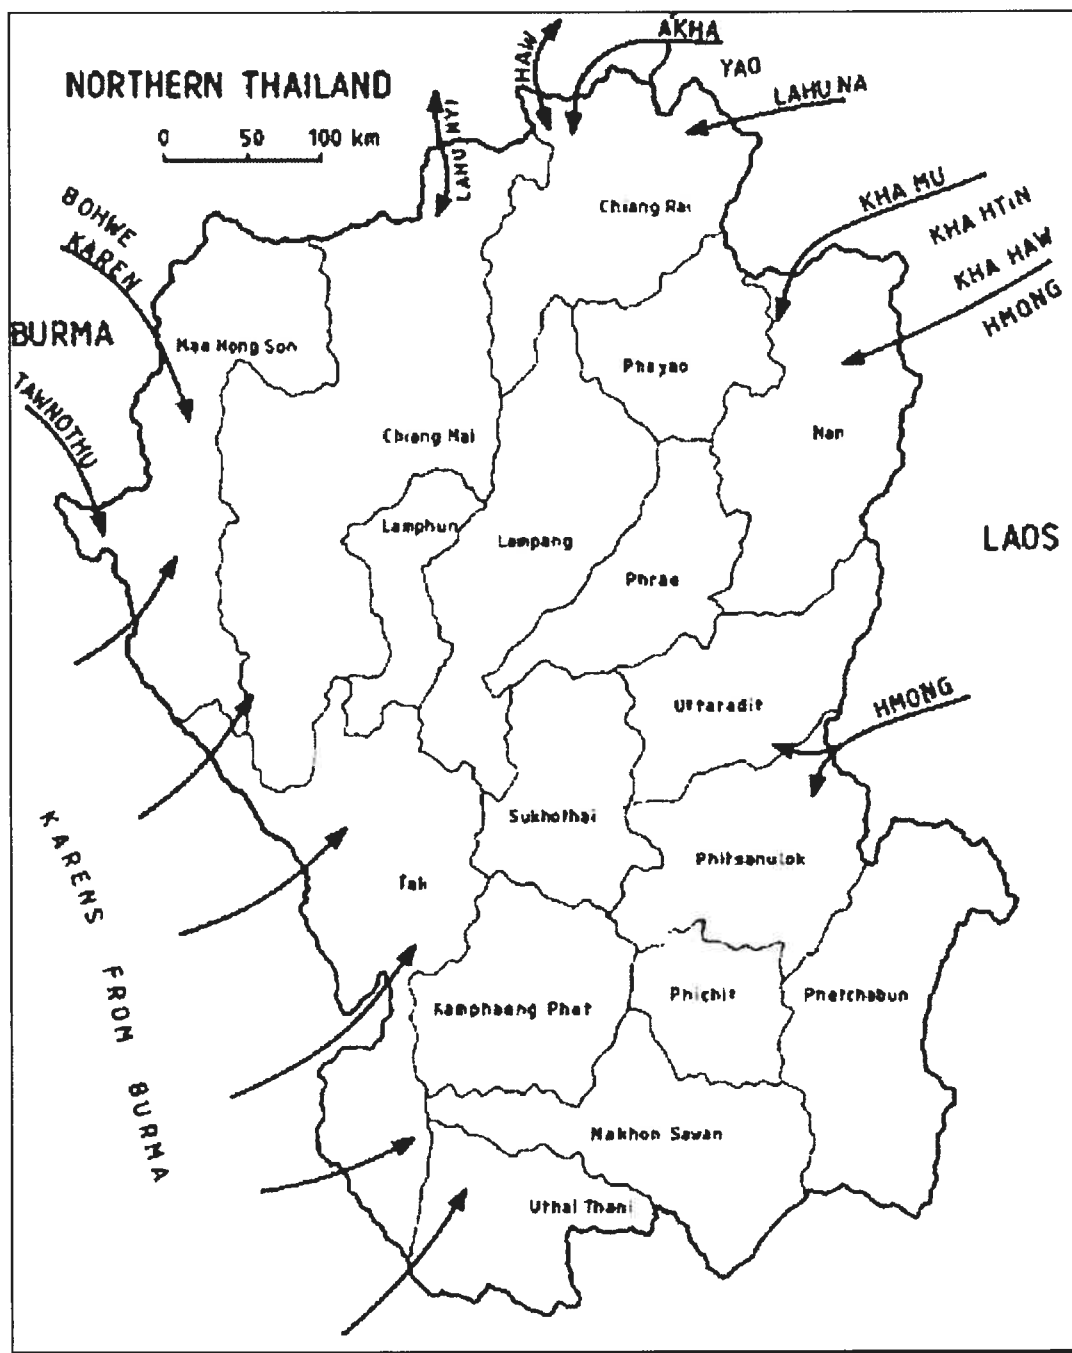 AKHA
HAW
YAO
NORTHERN THAILAND
LAHU NA
0 50 100 km
LAHU NYI
KHA MU
BOHWE
KAREN
Chiang Rai
KHA HTIN
KHA HAW
HMONG
BURMA
Mae Hong Son
Phayao
TAWNOTHU
Chiang Mai
Nan
Lamphun
Lampang
LAOS
Phrae
Uttaradit
HMONG
Sukhothai
Phitsanulok
Tak
KARENS FROM BURMA
Kamphaeng Phet
Phichit
Phetchabun
Nakhon Sawan
Uthai Thani